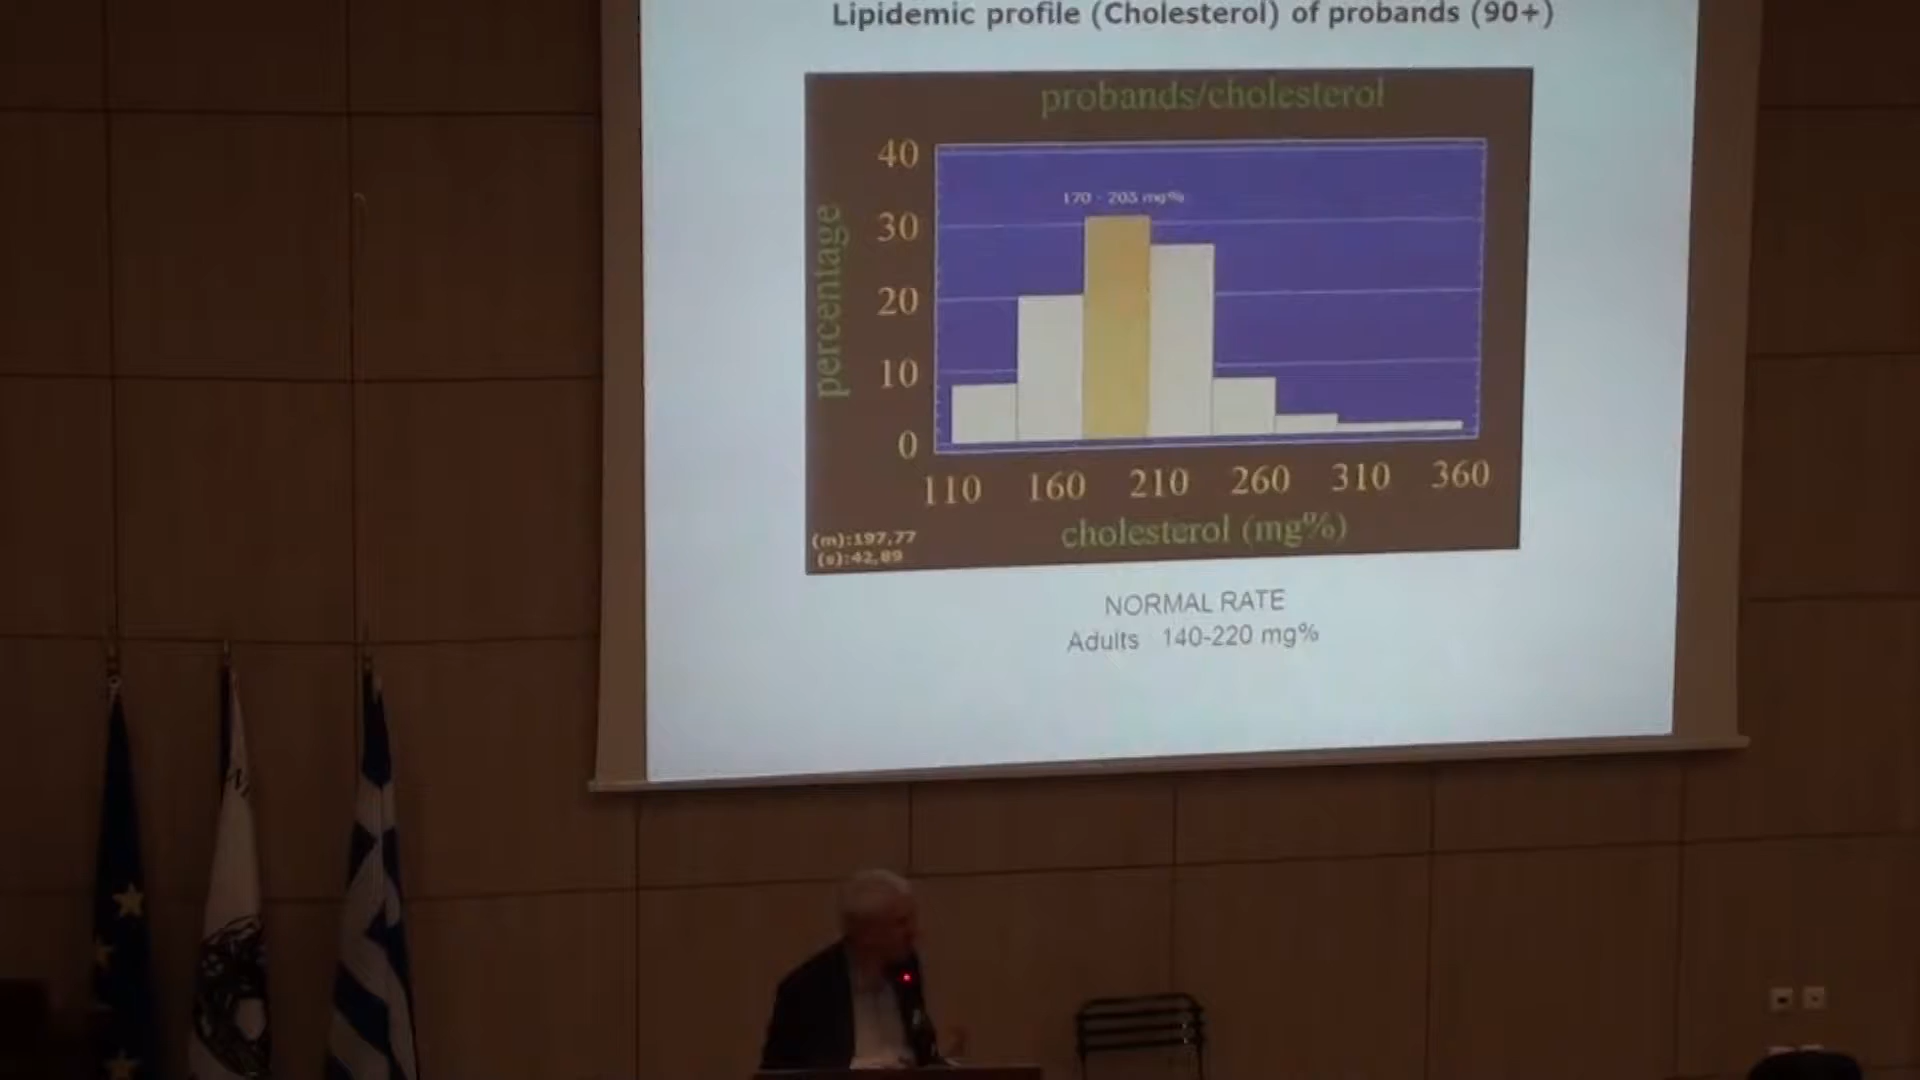 Lipidemic profile (Cholesterol) of probands (90+)
probands/cholesterol
40
170 - 205 mg%
30
20
10
0
percentage
110 160 210 260 310 360
cholesterol (mg%)
(m):197,77
(s):42,89
NORMAL RATE
Adults 140-220 mg%